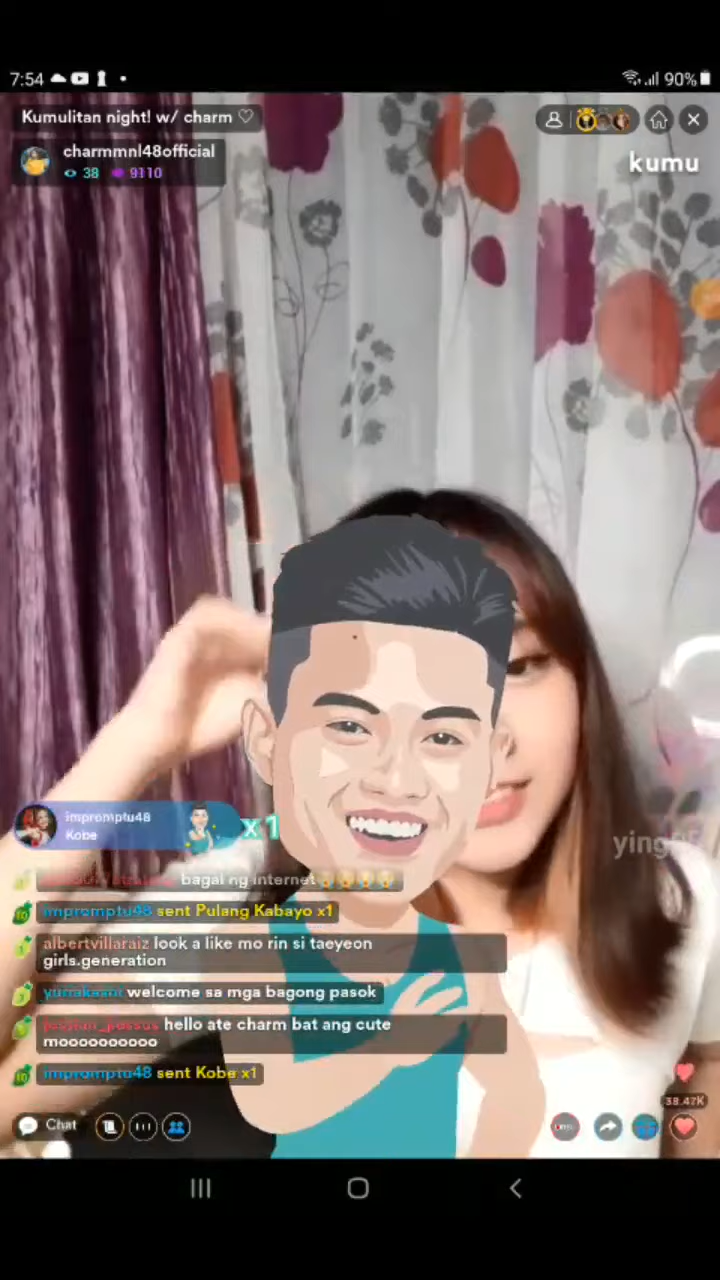 7:54
90%
Kumulitan night! w/ charm ♡
charmmnl48official
38 9110
kumu
impromptu48
Kobe
x 1
bagal ng internet
impromptu48 sent Pulang Kabayo x1
albertvillaraiz look a like mo rin si taeyeon
girls.generation
welcome sa mga bagong pasok
hello ate charm bat ang cute
moooooooooo
impromptu48 sent Kobe x1
38.47K
Chat